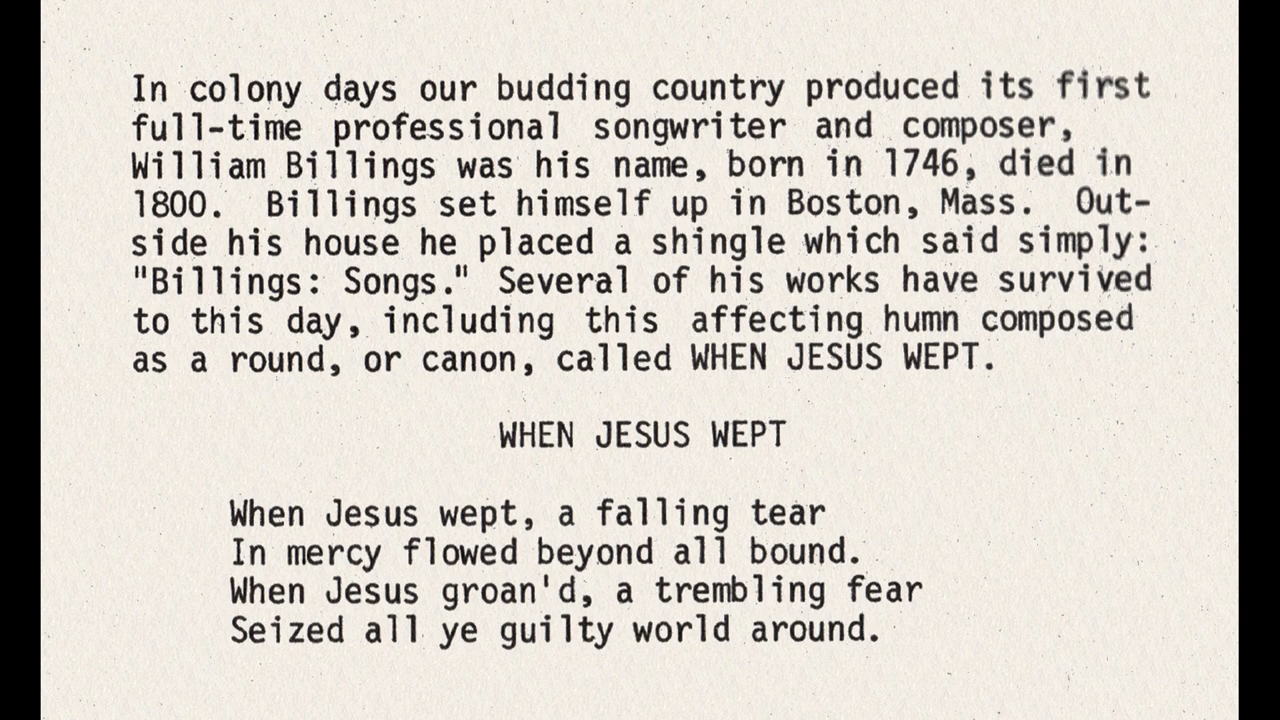 In colony days our budding country produced its first
full-time professional songwriter and composer,
William Billings was his name, born in 1746, died in
1800. Billings set himself up in Boston, Mass. Out-
side his house he placed a shingle which said simply:
"Billings: Songs." Several of his works have survived
to this day, including this affecting humn composed
as a round, or canon, called WHEN JESUS WEPT.
WHEN JESUS WEPT
When Jesus wept, a falling tear
In mercy flowed beyond all bound.
When Jesus groan'd, a trembling fear
Seized all ye guilty world around.